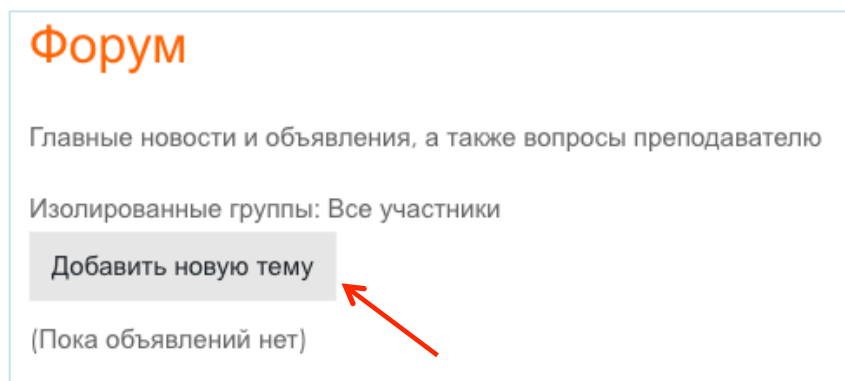 Форум
Главные новости и объявления, а также вопросы преподавателю
Изолированные группы: Все участники
Добавить новую тему
(Пока объявлений нет)